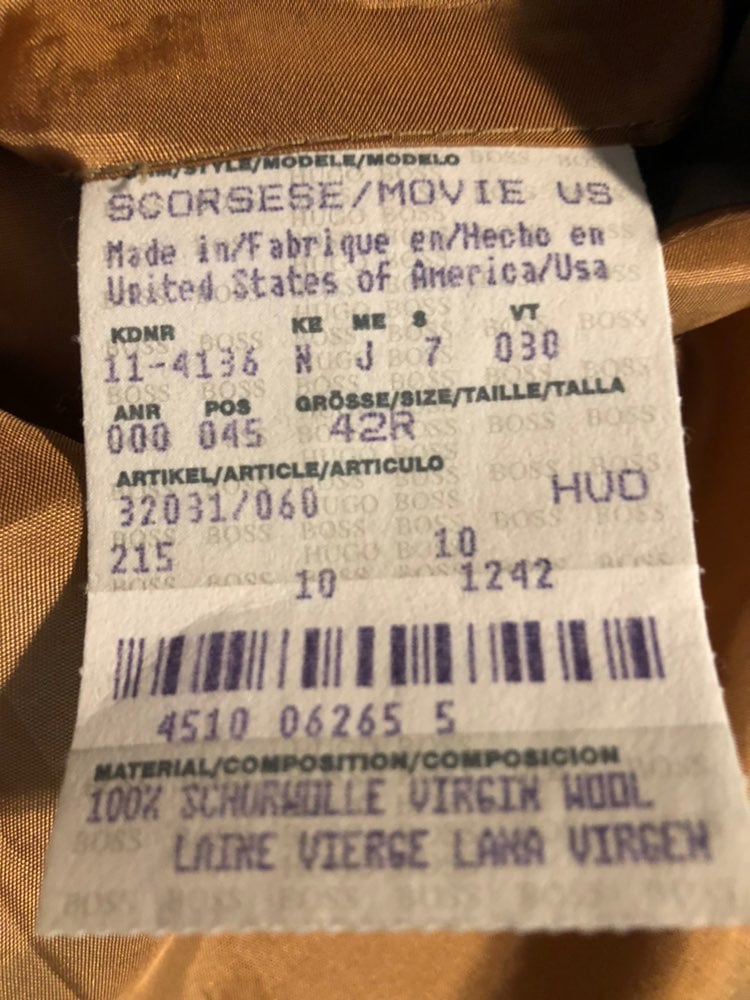 /STYLE/MODELE/MODELO
SCORSESE/MOVIE US
Made in/Fabrique en/Hecho en
United States of America/Usa
KDNR KE ME S VT
11-4136 N J 7 030
ANR POS GRÖSSE/SIZE/TAILLE/TALLA
000 045 42R
ARTIKEL/ARTICLE/ARTICULO
32031/060 HUO
215 10
10 1242
4510 06265 5
MATERIAL/COMPOSITION/COMPOSICION
100% SCHURWOLLE VIRGIN WOOL
LAINE VIERGE LANA VIRGEN
HUGO BOSS